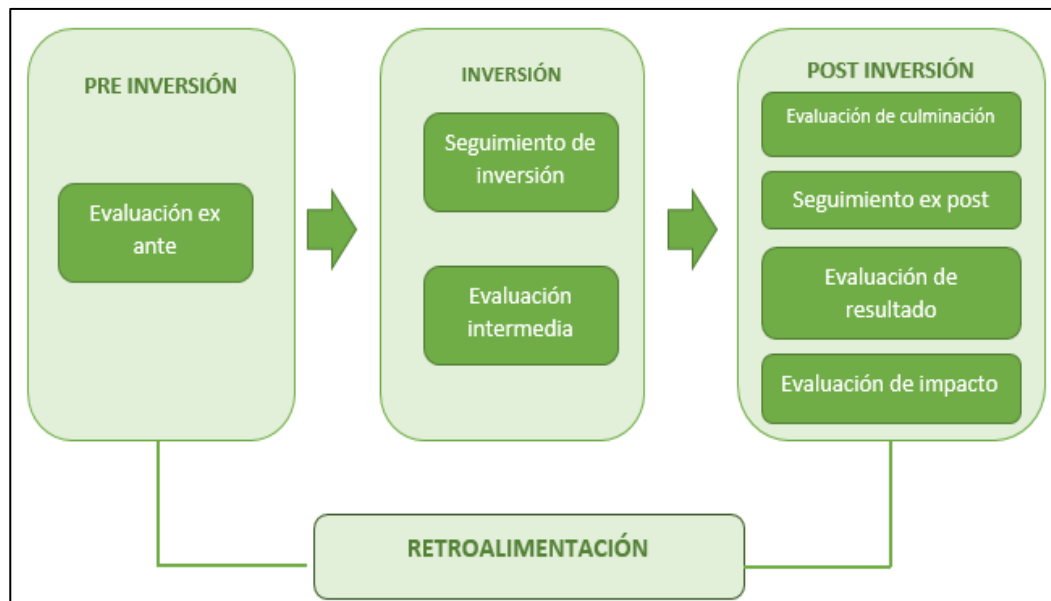 PRE INVERSIÓN
Evaluación ex
ante
INVERSIÓN
Seguimiento de
inversión
Evaluación
intermedia
POST INVERSIÓN
Evaluación de culminación
Seguimiento ex post
Evaluación de
resultado
Evaluación de impacto
RETROALIMENTACIÓN